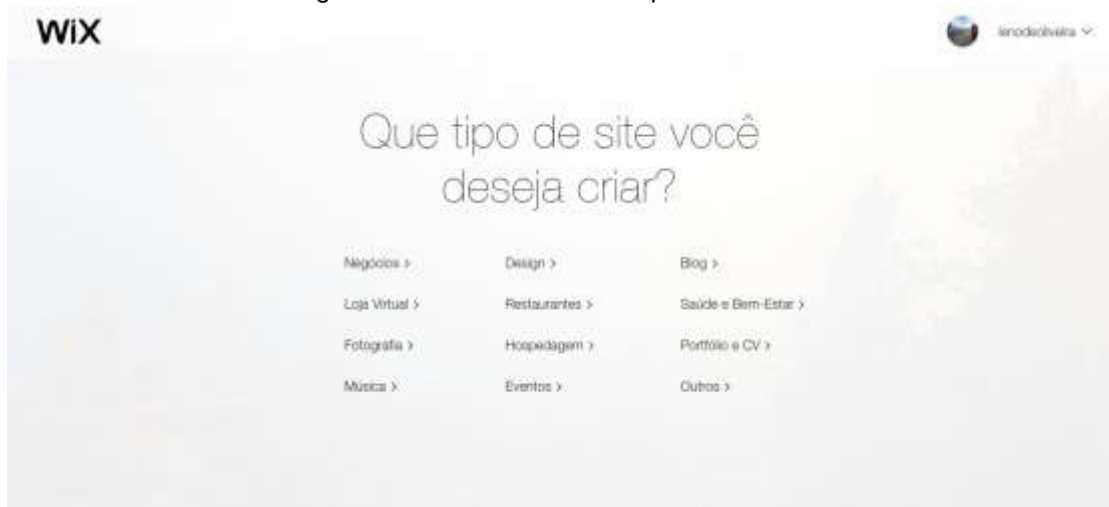 WiX
Que tipo de site você
deseja criar?
Negócios >
Design >
Blog >
Loja Virtual >
Restaurantes >
Saúde e Bem-Estar >
Fotografia >
Hospedagem >
Portfólio e CV >
Música >
Eventos >
Outros >